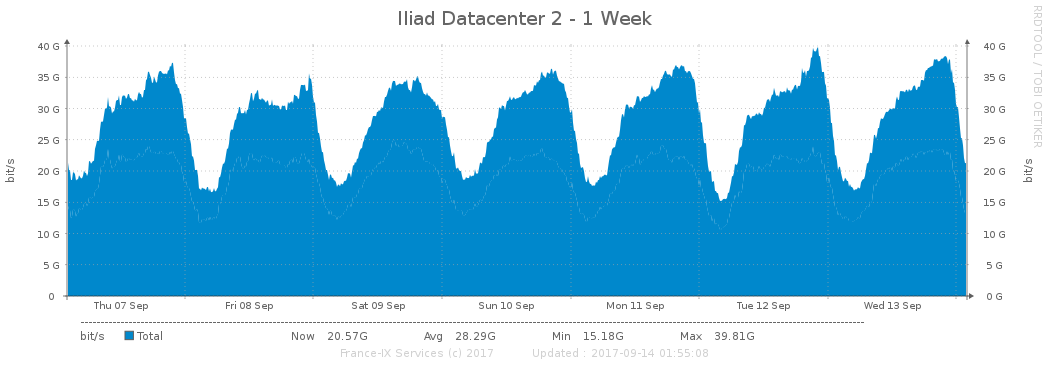 Iliad Datacenter 2 - 1 Week
RRDTOOL / TOBI OETIKER
bit/s
40 G
35 G
30 G
25 G
20 G
15 G
10 G
5 G
0
40 G
35 G
30 G
25 G
20 G
15 G
10 G
5 G
0 G
bit/s
Thu 07 Sep Fri 08 Sep Sat 09 Sep Sun 10 Sep Mon 11 Sep Tue 12 Sep Wed 13 Sep
bit/s Total Now 20.57G Avg 28.29G Min 15.18G Max 39.81G
France-IX Services (c) 2017 Updated : 2017-09-14 01:55:08